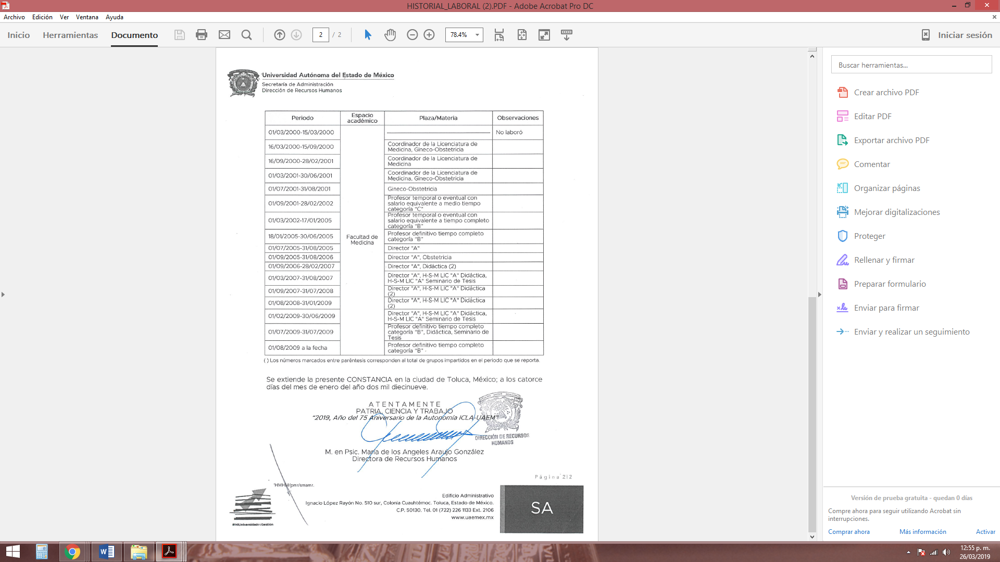 HISTORIAL_LABORAL (2).PDF - Adobe Acrobat Pro DC
Archivo Edición Ver Ventana Ayuda
Inicio Herramientas Documento 2 / 2 78.4% Iniciar sesión
Universidad Autónoma del Estado de México
Secretaría de Administración
Dirección de Recursos Humanos
Periodo Espacio académico Plaza/Materia Observaciones
Facultad de
Medicina
01/03/2000-15/03/2000 No laboró
16/03/2000-15/09/2000 Coordinador de la Licenciatura de
Medicina, Gineco-Obstetricia
16/09/2000-28/02/2001 Coordinador de la Licenciatura de
Medicina
01/03/2001-30/06/2001 Coordinador de la Licenciatura de
Medicina, Gineco-Obstetricia
01/07/2001-31/08/2001 Gineco-Obstetricia
01/09/2001-28/02/2002 Profesor temporal o eventual con
salario equivalente a medio tiempo
categoría "C"
01/03/2002-17/01/2005 Profesor temporal o eventual con
salario equivalente a tiempo completo
categoría "B"
18/01/2005-30/06/2005 Profesor definitivo tiempo completo
categoría "B"
01/07/2005-31/08/2005 Director "A"
01/09/2005-31/08/2006 Director "A", Obstetricia
01/09/2006-28/02/2007 Director "A", Didáctica (2)
01/03/2007-31/08/2007 Director "A", H-S-M LIC "A" Didáctica,
H-S-M LIC "A" Seminario de Tesis
01/09/2007-31/07/2008 Director "A", H-S-M LIC "A" Didáctica
(2)
01/08/2008-31/01/2009 Director "A", H-S-M LIC "A" Didáctica
(2)
01/02/2009-30/06/2009 Director "A", H-S-M LIC "A" Didáctica,
H-S-M LIC "A" Seminario de Tesis
01/07/2009-31/07/2009 Profesor definitivo tiempo completo
categoría "B", Didáctica, Seminario de
Tesis
01/08/2009 a la fecha Profesor definitivo tiempo completo
categoría "B"
( ) Los números marcados entre paréntesis corresponden al total de grupos impartidos en el periodo que se reporta.
Se extiende la presente CONSTANCIA en la ciudad de Toluca, México; a los catorce
días del mes de enero del año dos mil diecinueve.
ATENTAMENTE
PATRIA, CIENCIA Y TRABAJO
"2019, Año del 75 Aniversario de la Autonomía ICLA-UAEM"
DIRECCIÓN DE RECURSOS
HUMANOS
M. en Psic. María de los Angeles Araujo González
Directora de Recursos Humanos
Página 2|2
HMHM/pmr/smamr.
Edificio Administrativo
Ignacio López Rayón No. 510 sur, Colonia Cuauhtémoc. Toluca, Estado de México.
C.P. 50130. Tel. 01 (722) 226 1133 Ext. 2106
www.uaemex.mx
SA
#MiUniversidadesGestión
Buscar herramientas...
Crear archivo PDF
Editar PDF
Exportar archivo PDF
Comentar
Organizar páginas
Mejorar digitalizaciones
Proteger
Rellenar y firmar
Preparar formulario
Enviar para firmar
Enviar y realizar un seguimiento
Versión de prueba gratuita - quedan 0 días
Compre ahora para seguir utilizando Acrobat sin
interrupciones.
Comprar ahora Más información Activar
12:55 p. m.
26/03/2019